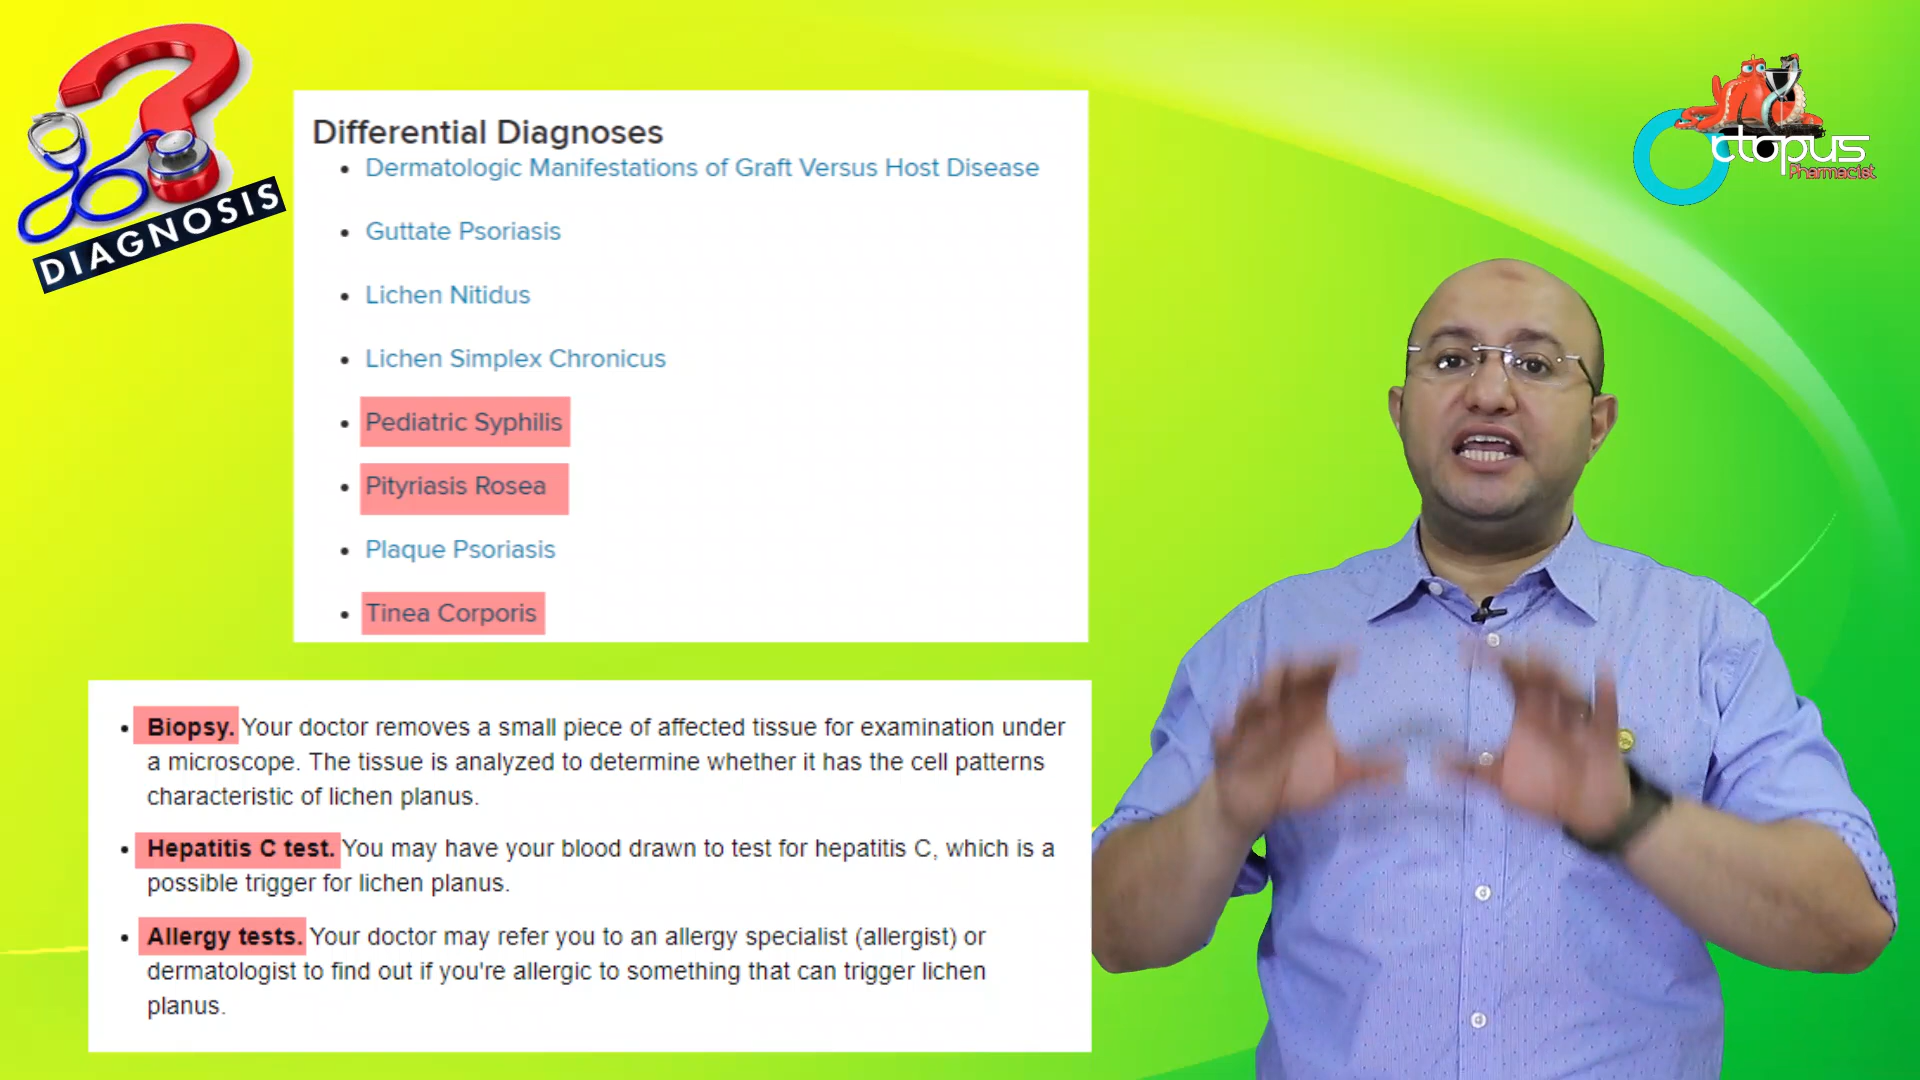 DIAGNOSIS
Differential Diagnoses
Dermatologic Manifestations of Graft Versus Host Disease
Guttate Psoriasis
Lichen Nitidus
Lichen Simplex Chronicus
Pediatric Syphilis
Pityriasis Rosea
Plaque Psoriasis
Tinea Corporis
Biopsy. Your doctor removes a small piece of affected tissue for examination under
a microscope. The tissue is analyzed to determine whether it has the cell patterns
characteristic of lichen planus.
Hepatitis C test. You may have your blood drawn to test for hepatitis C, which is a
possible trigger for lichen planus.
Allergy tests. Your doctor may refer you to an allergy specialist (allergist) or
dermatologist to find out if you're allergic to something that can trigger lichen
planus.
Octopus
Pharmacist